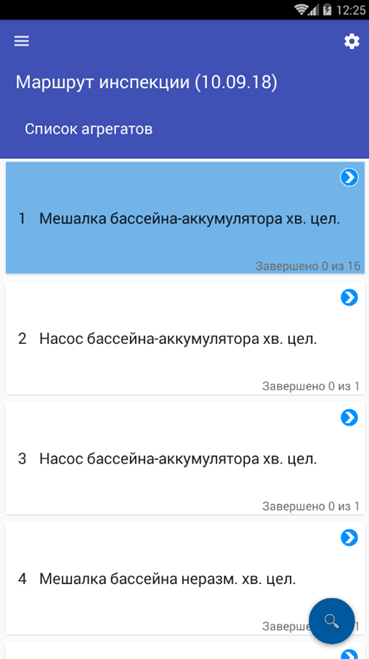 12:25
Маршрут инспекции (10.09.18)
Список агрегатов
1 Мешалка бассейна-аккумулятора хв. цел.
Завершено 0 из 16
2 Насос бассейна-аккумулятора хв. цел.
Завершено 0 из 1
3 Насос бассейна-аккумулятора хв. цел.
Завершено 0 из 1
4 Мешалка бассейна неразм. хв. цел.
1